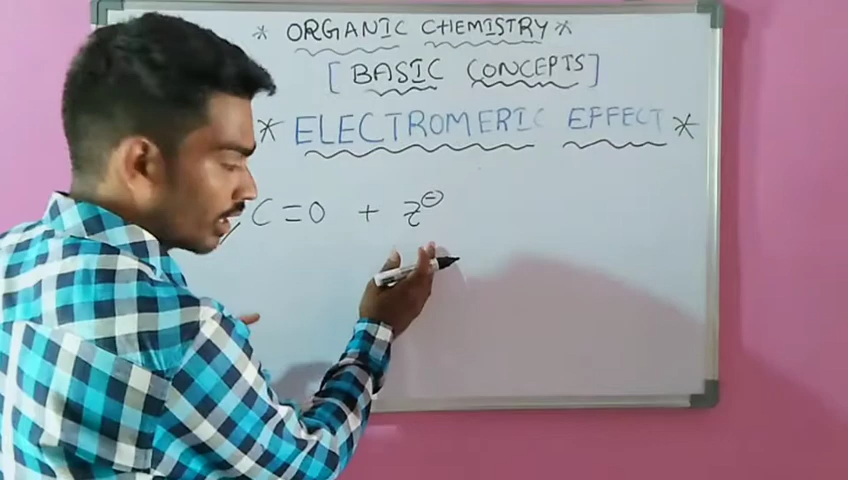 * ORGANIC CHEMISTRY *
[BASIC CONCEPTS]
* ELECTROMERIC EFFECT *
C=O + Z⊖